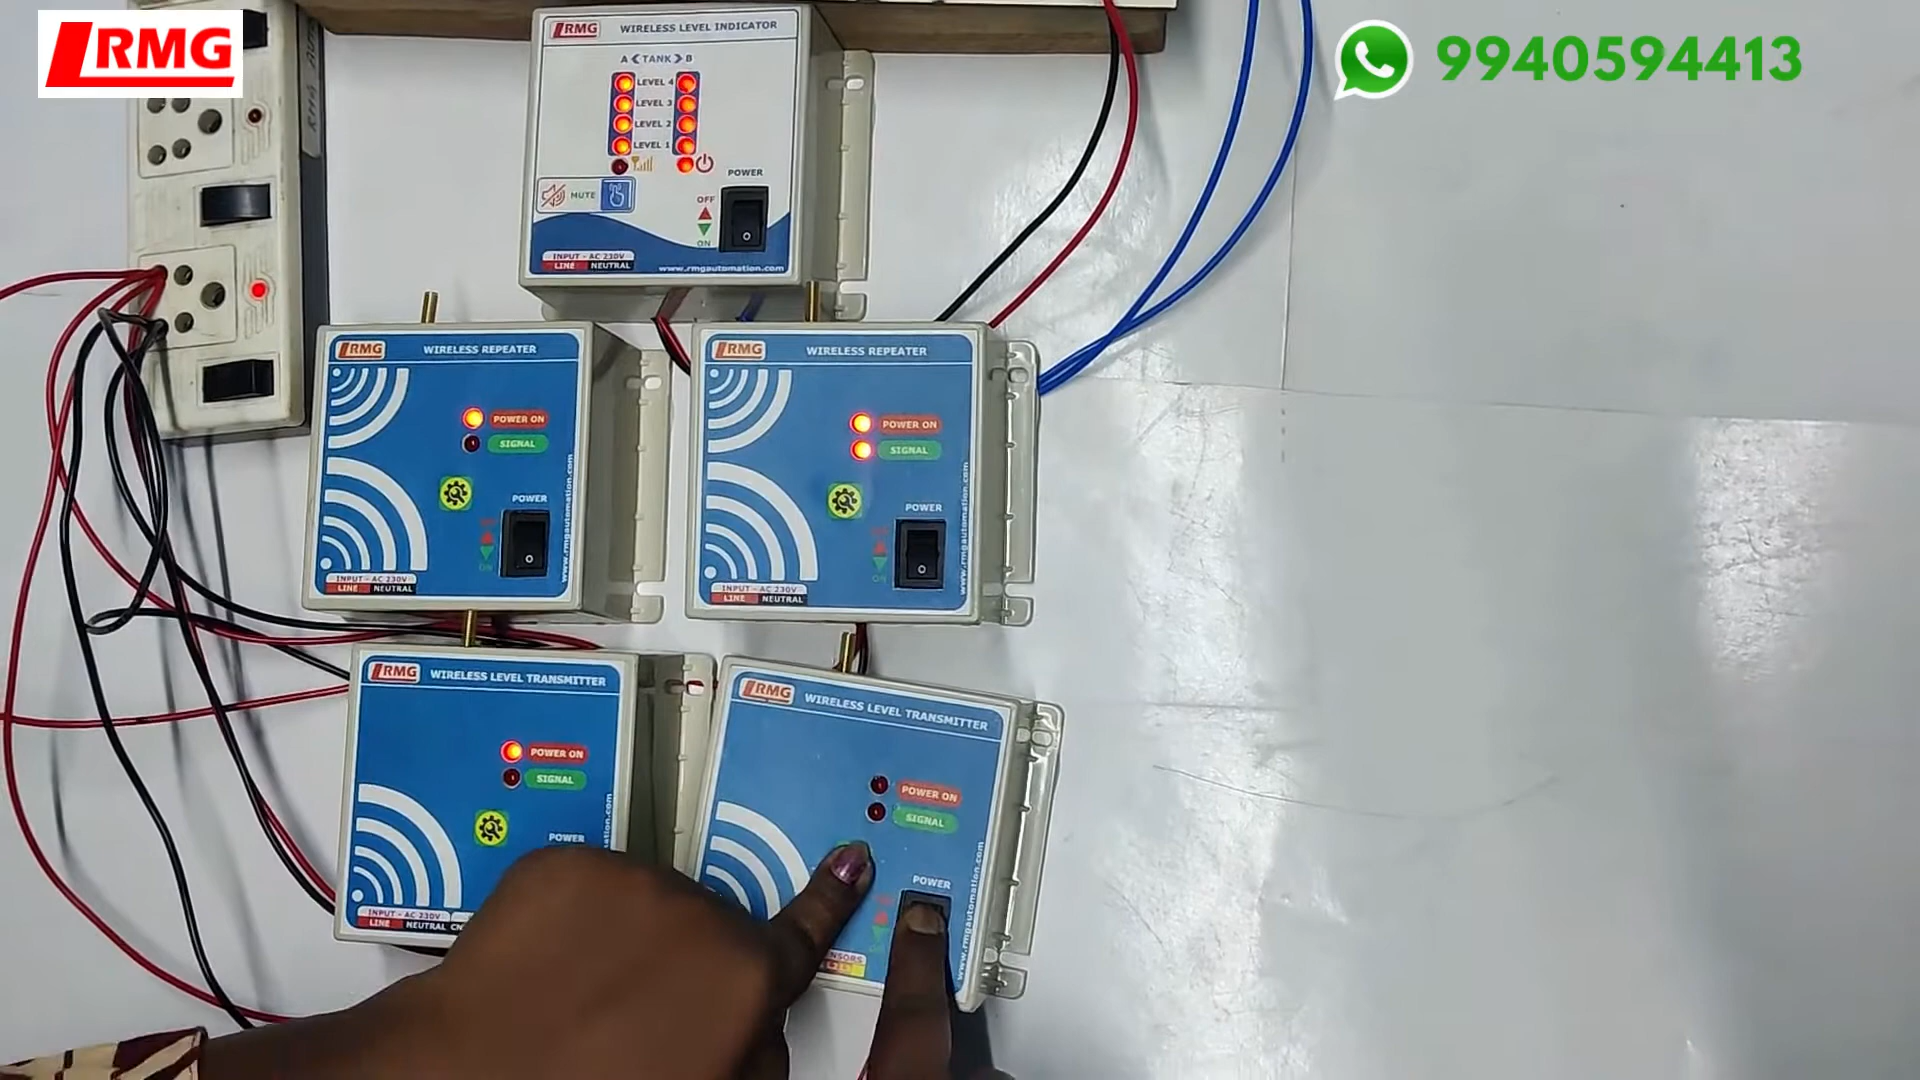 RMG
9940594413
RMG WIRELESS LEVEL INDICATOR
A TANK B
LEVEL 4
LEVEL 3
LEVEL 2
LEVEL 1
MUTE
POWER
OFF
ON
INPUT - AC 230V
LINE NEUTRAL
www.rmgautomation.com
RMG WIRELESS REPEATER
POWER ON
SIGNAL
POWER
ON
INPUT - AC 230V
LINE NEUTRAL
www.rmgautomation.com
RMG WIRELESS REPEATER
POWER ON
SIGNAL
POWER
ON
INPUT - AC 230V
LINE NEUTRAL
www.rmgautomation.com
RMG WIRELESS LEVEL TRANSMITTER
POWER ON
SIGNAL
POWER
INPUT - AC 230V
LINE NEUTRAL
RMG WIRELESS LEVEL TRANSMITTER
POWER ON
SIGNAL
POWER
www.rmgautomation.com